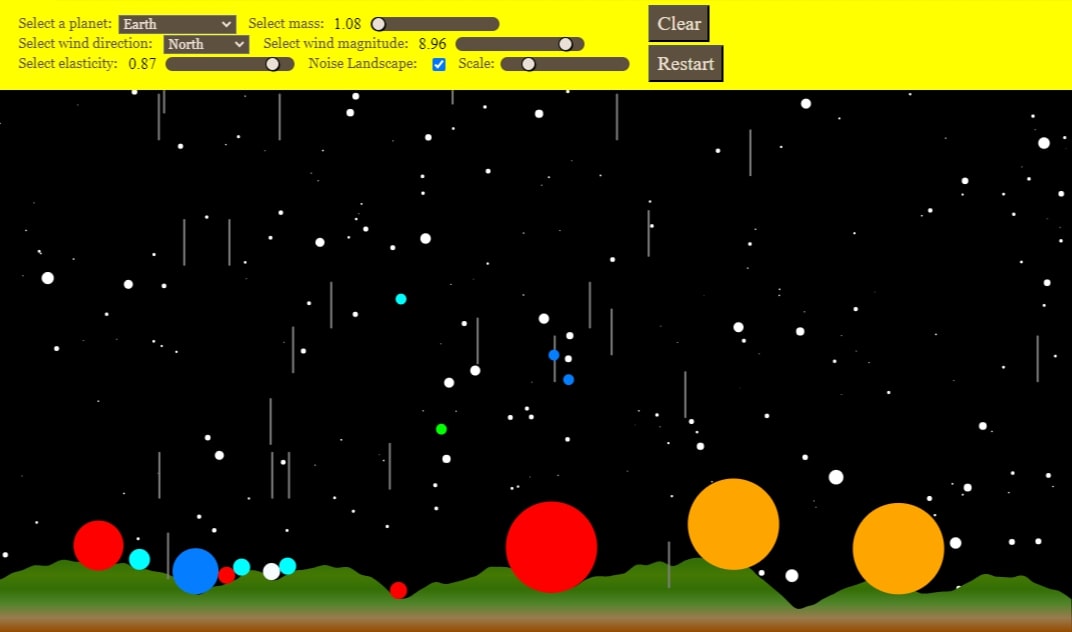 Select a planet: Earth Select mass: 1.08 Clear
Select wind direction: North Select wind magnitude: 8.96
Select elasticity: 0.87 Noise Landscape: Scale: Restart